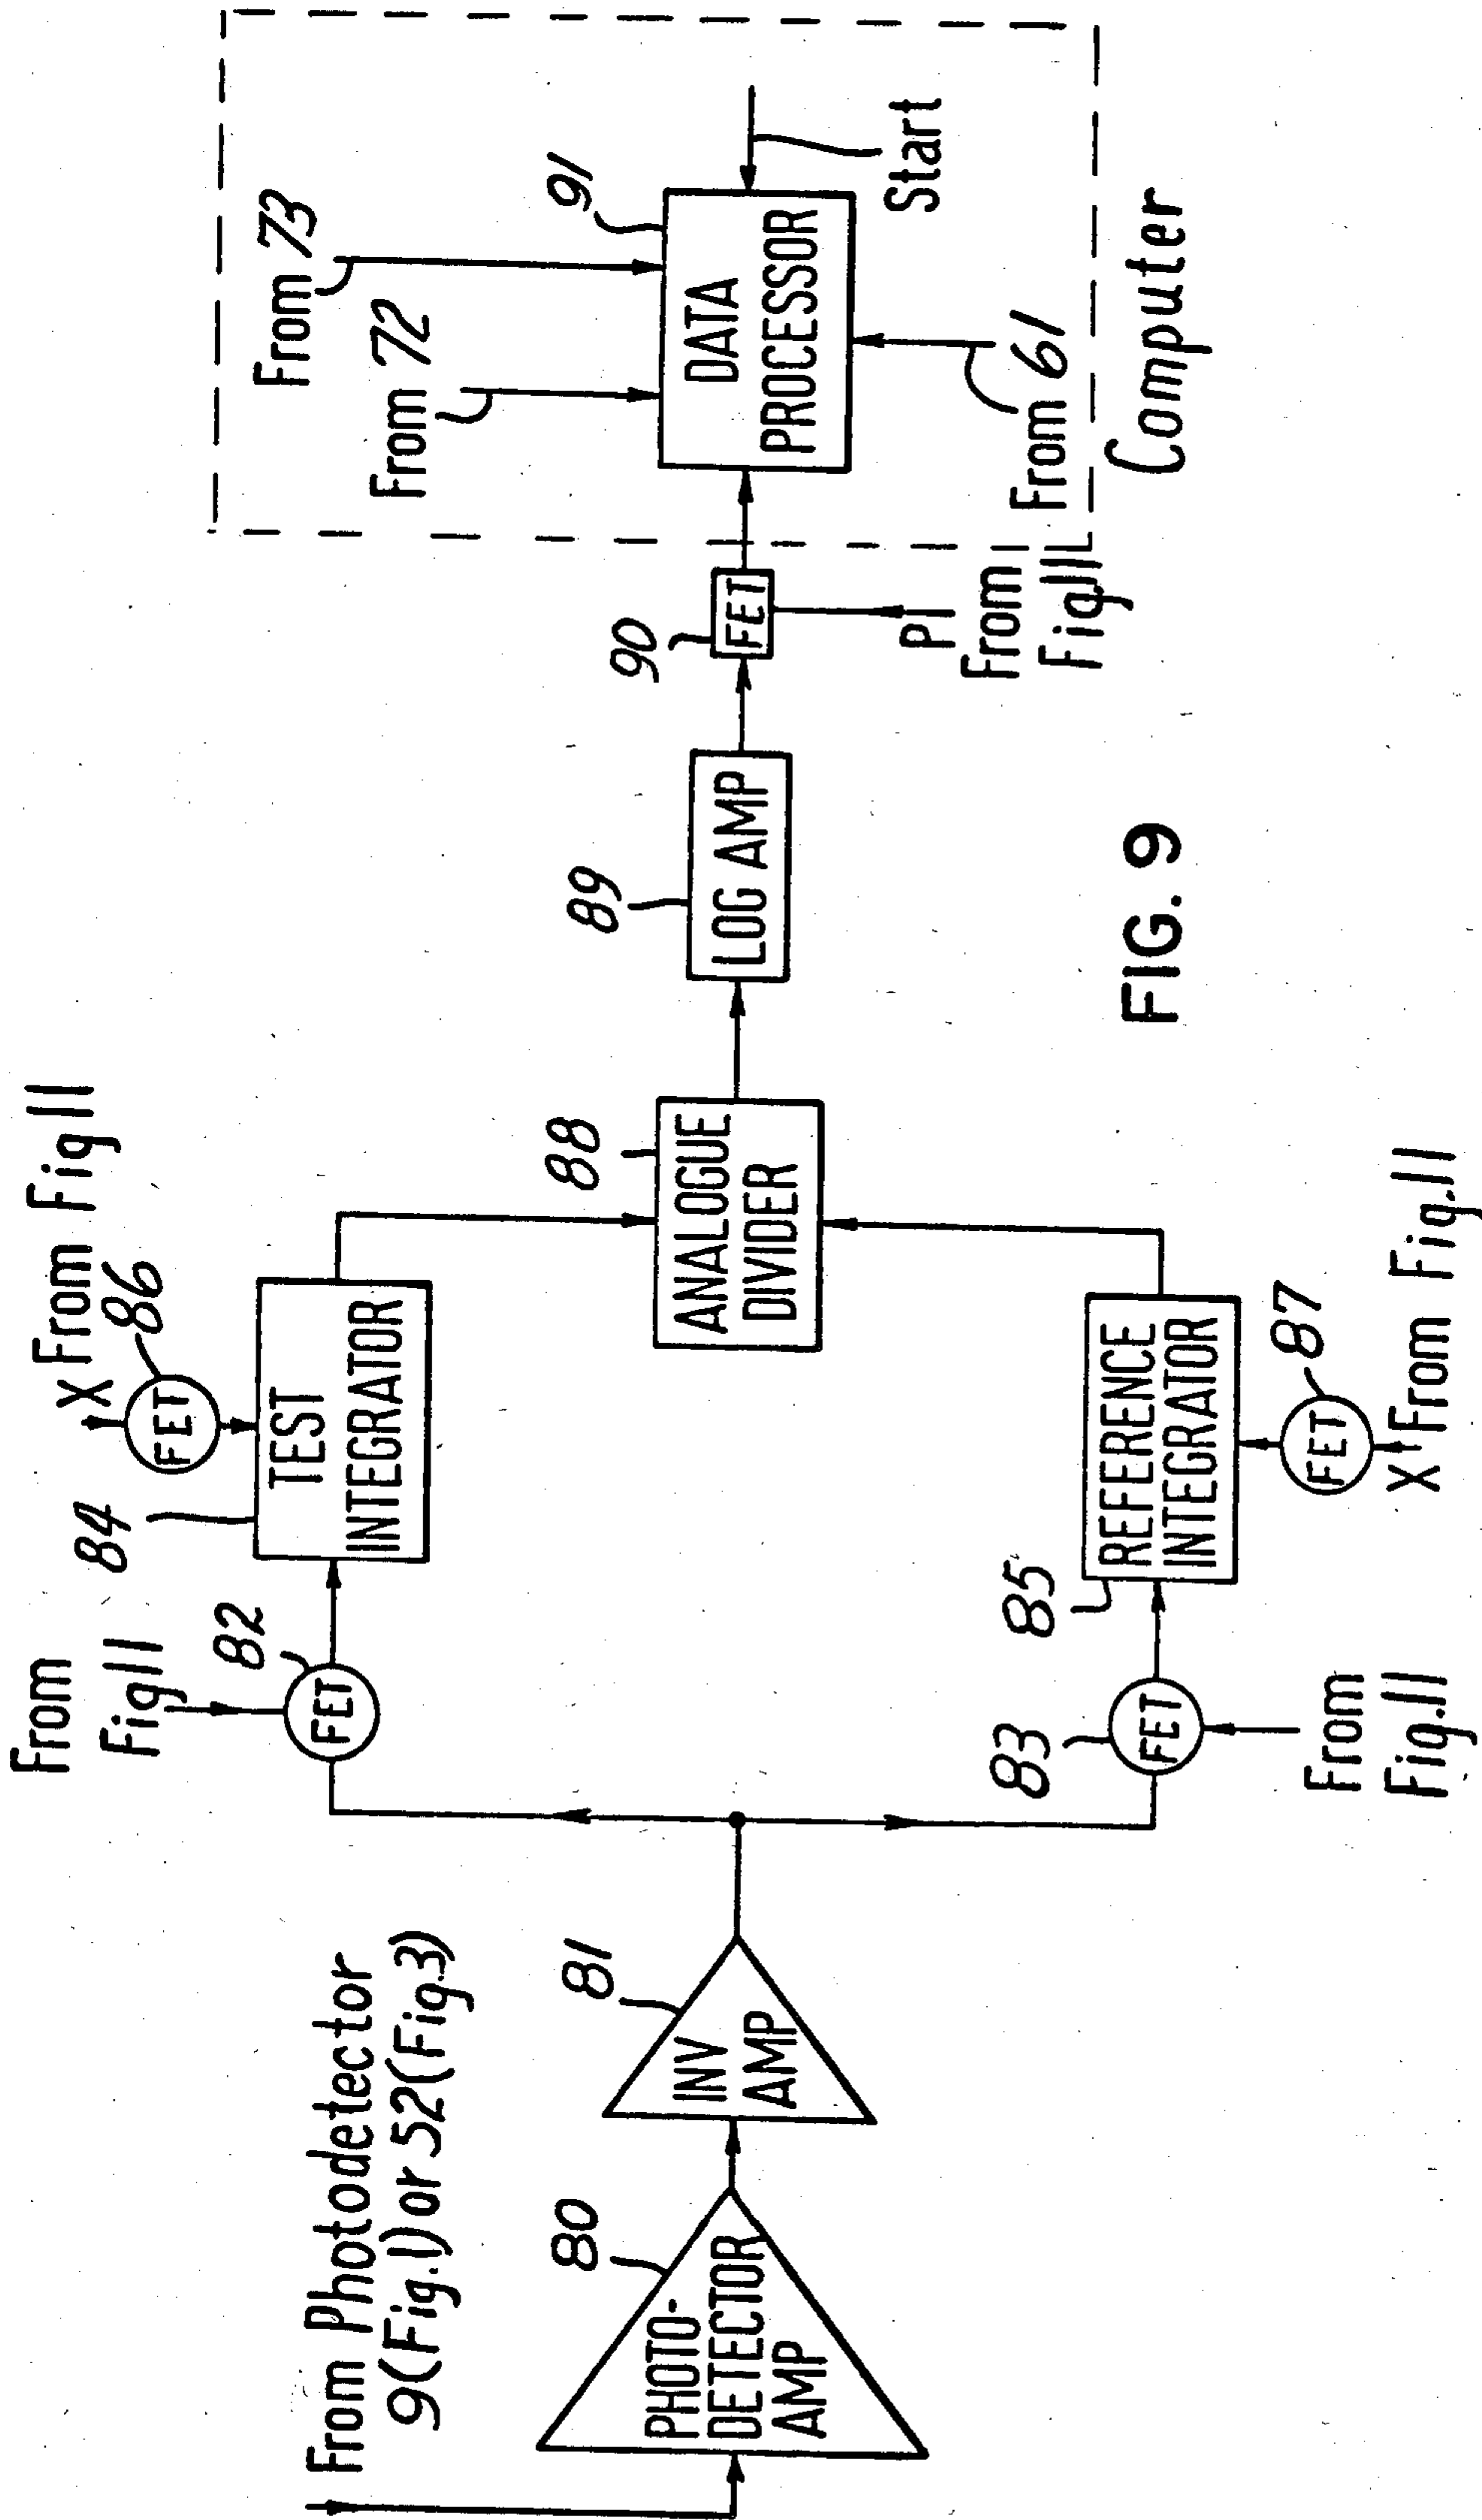 From Photodetector
9(Fig.1) or 52(Fig.3)
80
PHOTO-
DETECTOR
AMP
81
INV
AMP
From
Fig11
82
FET
83
FET
From
Fig.11
84
X From Fig11
86
FET
TEST
INTEGRATOR
85
REFERENCE
INTEGRATOR
87
FET
X From Fig.11
88
ANALOGUE
DIVIDER
89
LOG AMP
90
FET
P
From
Fig.11
From 73
From 72
91
DATA
PROCESSOR
Start
From 61
Computer
FIG. 9